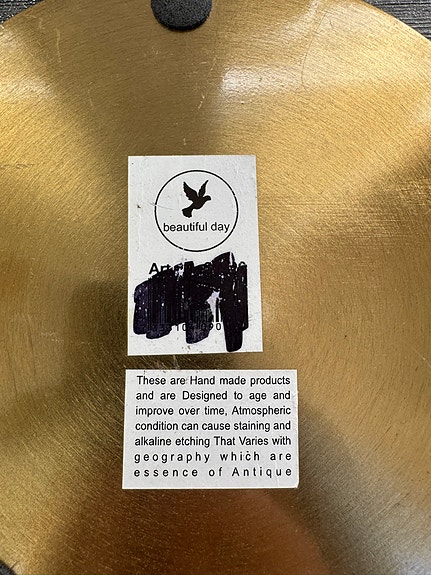 beautiful day
These are Hand made products
and are Designed to age and
improve over time, Atmospheric
condition can cause staining and
alkaline etching That Varies with
geography which are
essence of Antique